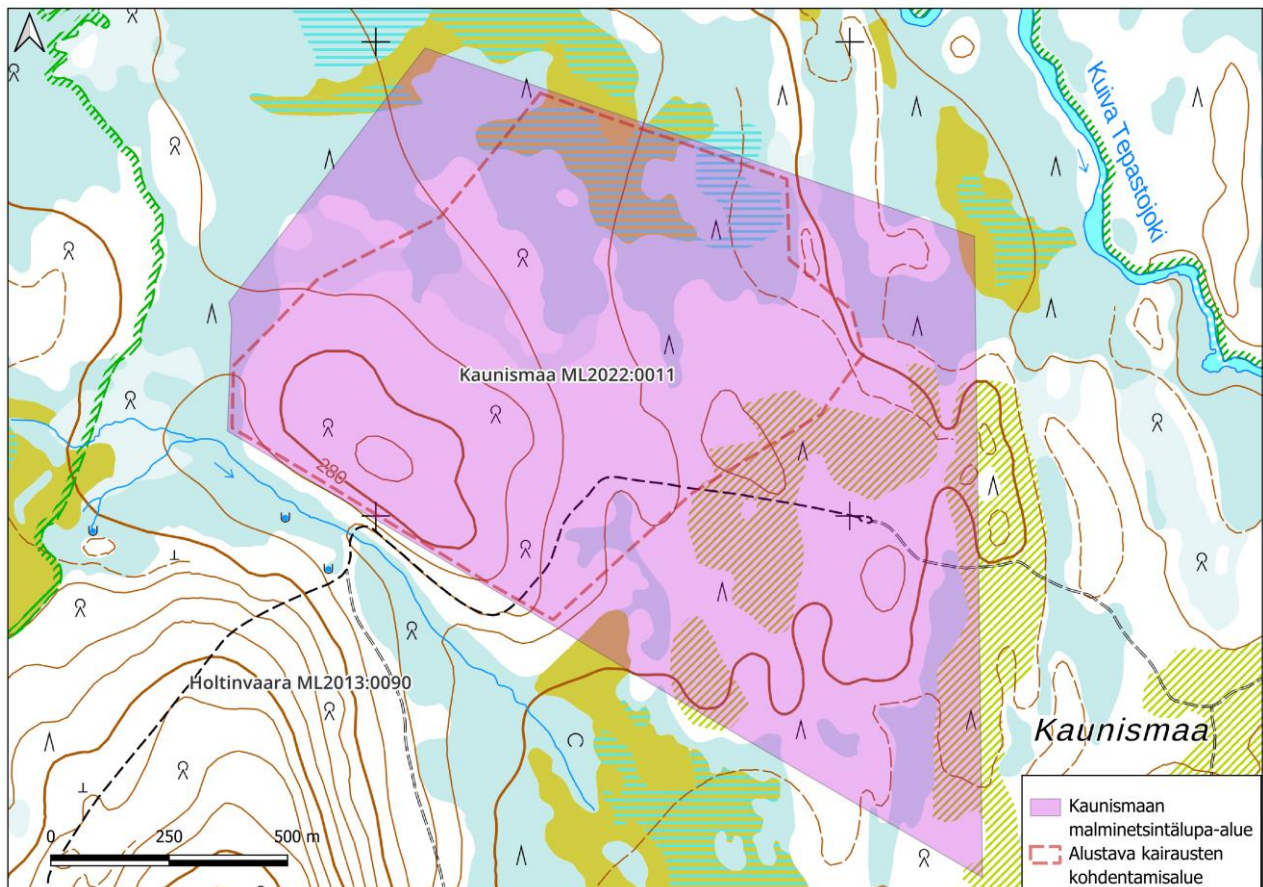 Kuiva Tepastojoki
Kaunismaa ML2022:0011
280
Holtinvaara ML2013:0090
Kaunismaa
0 250 500 m
Kaunismaan
malminetsintälupa-alue
Alustava kairausten
kohdentamisalue